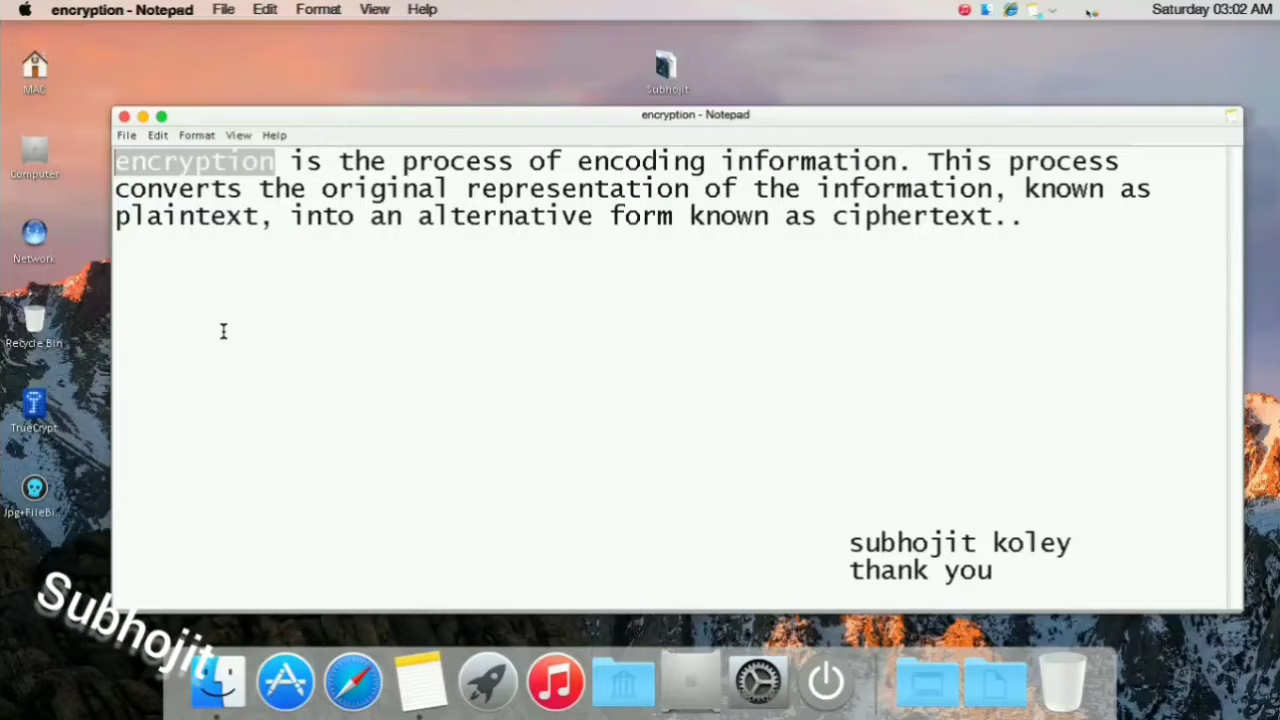 encryption - Notepad File Edit Format View Help Saturday 03:02 AM
MAC
Subhojit
encryption - Notepad
File Edit Format View Help
encryption is the process of encoding information. This process
converts the original representation of the information, known as
plaintext, into an alternative form known as ciphertext..
Computer
Network
Recycle Bin
TrueCrypt
Jpg+FileBi
subhojit koley
thank you
Subhojit